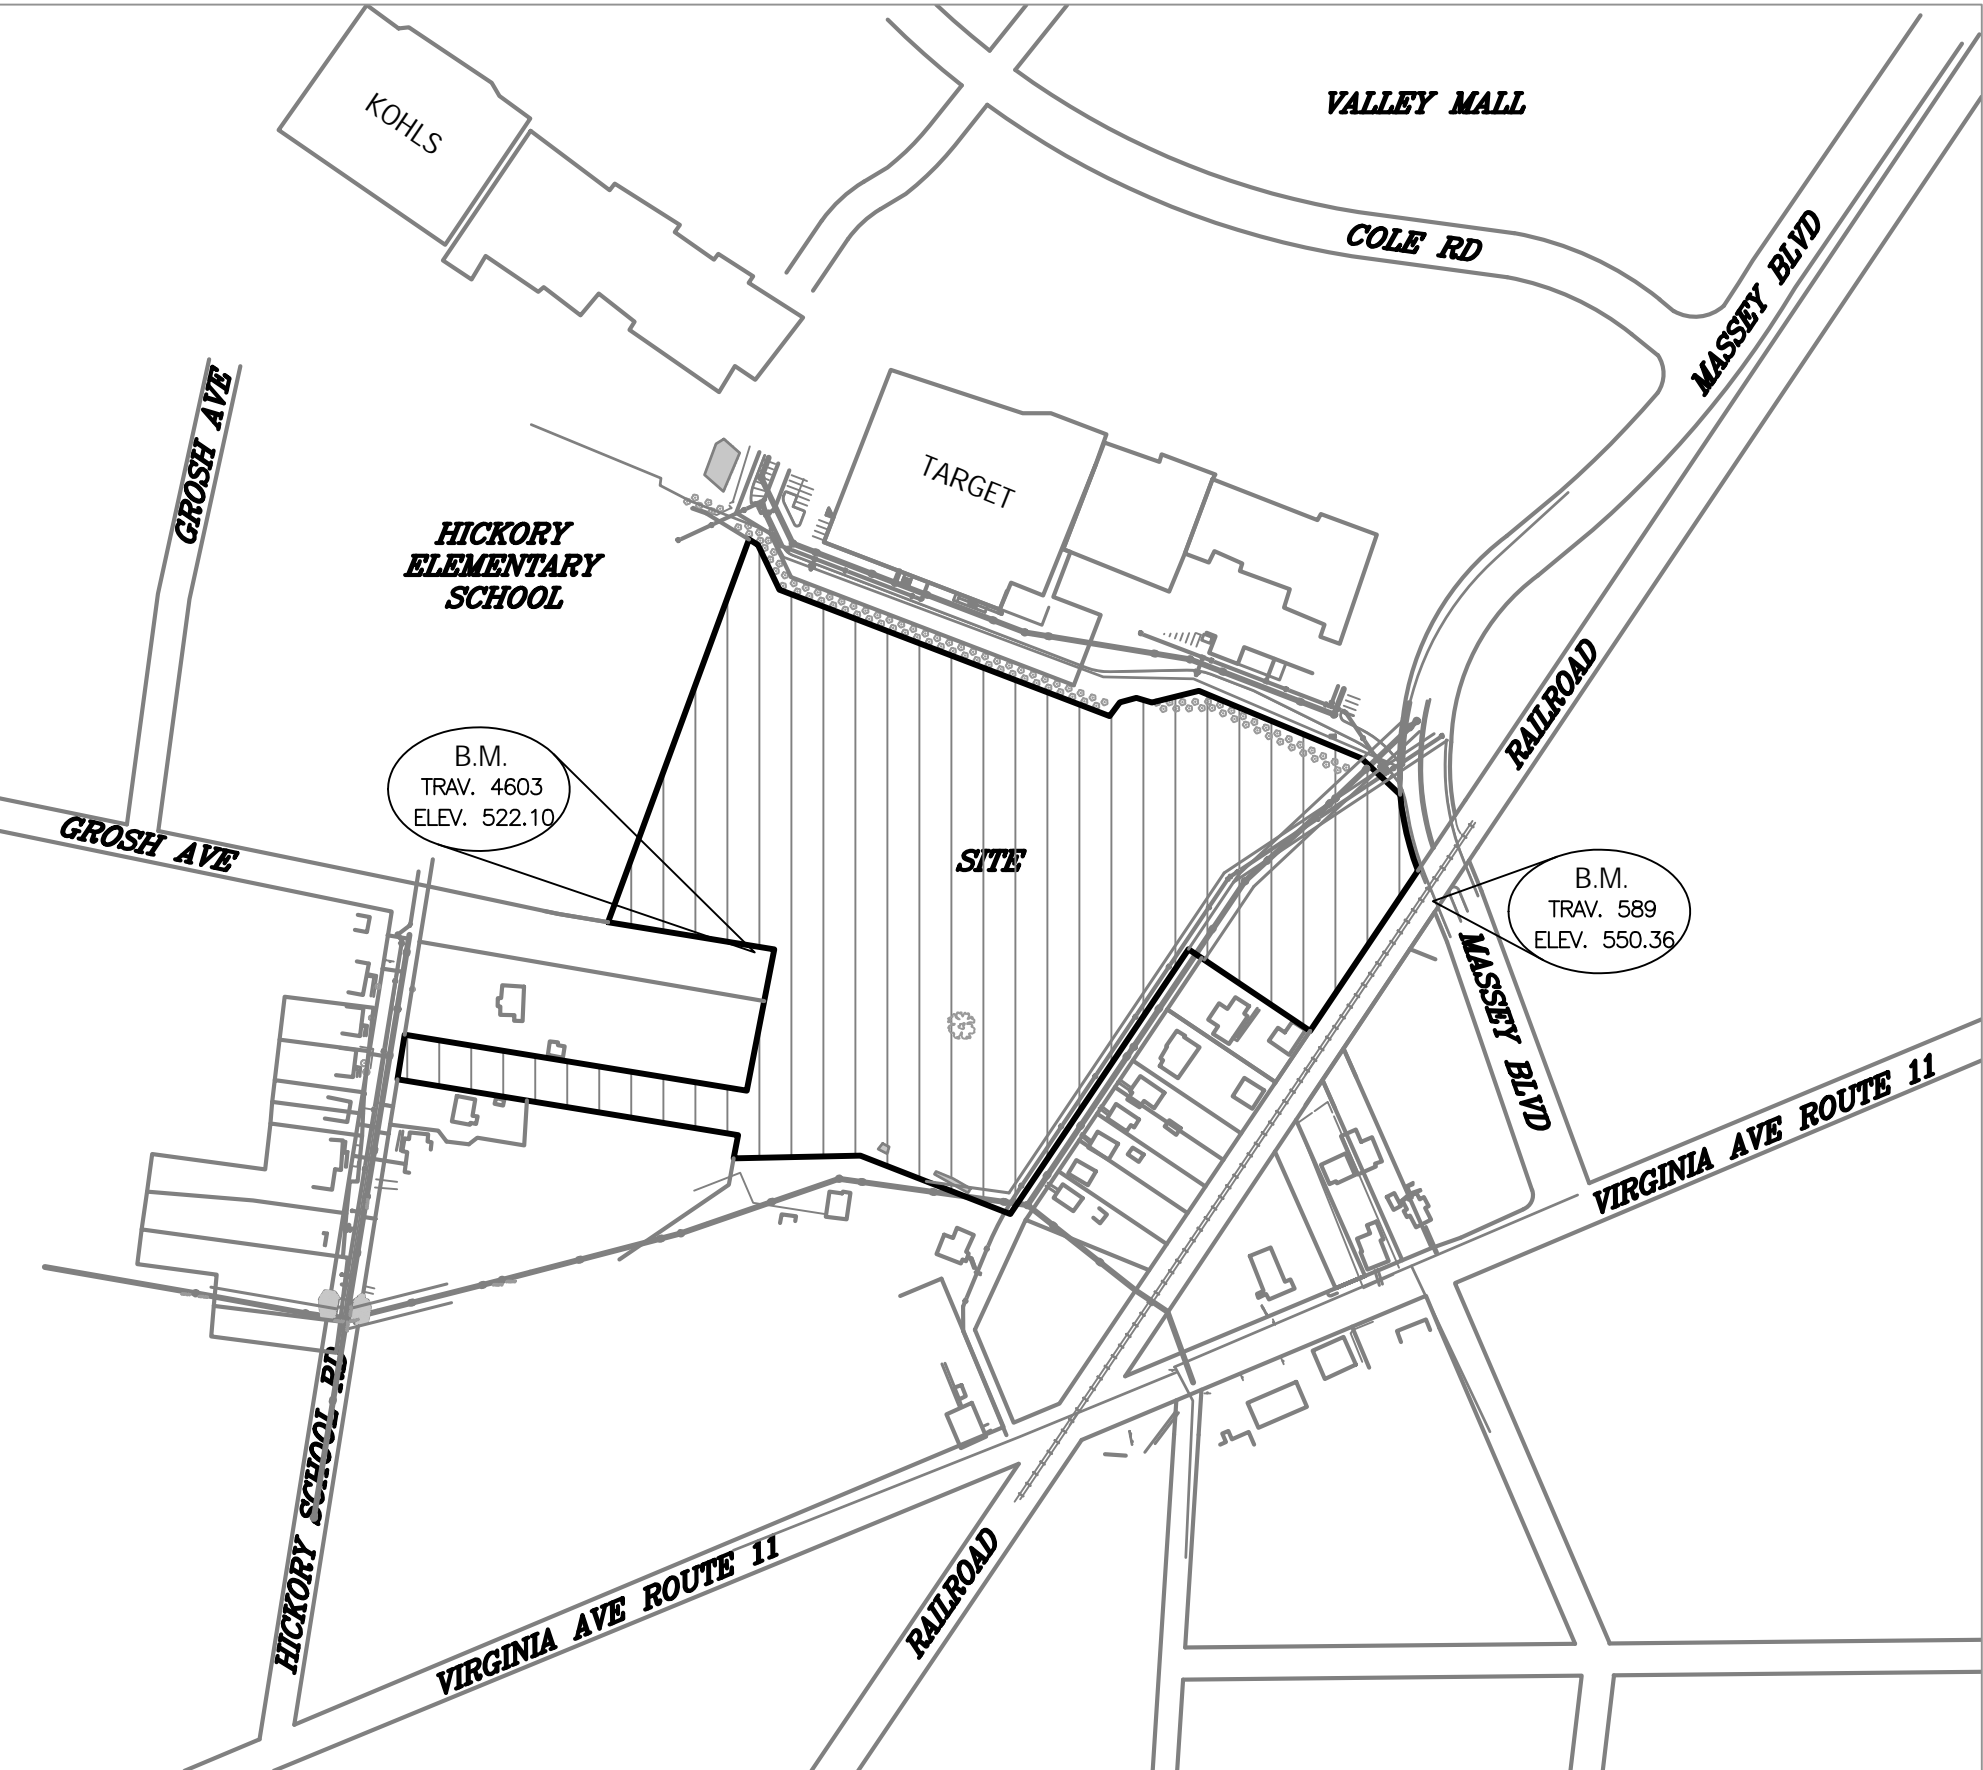 KOHLS
VALLEY MALL
COLE RD
MASSEY BLVD
GROSH AVE
TARGET
HICKORY
ELEMENTARY
SCHOOL
RAILROAD
B.M.
TRAV. 4603
ELEV. 522.10
GROSH AVE
SITE
B.M.
TRAV. 589
ELEV. 550.36
MASSEY BLVD
VIRGINIA AVE ROUTE 11
HICKORY SCHOOL RD
VIRGINIA AVE ROUTE 11
RAILROAD